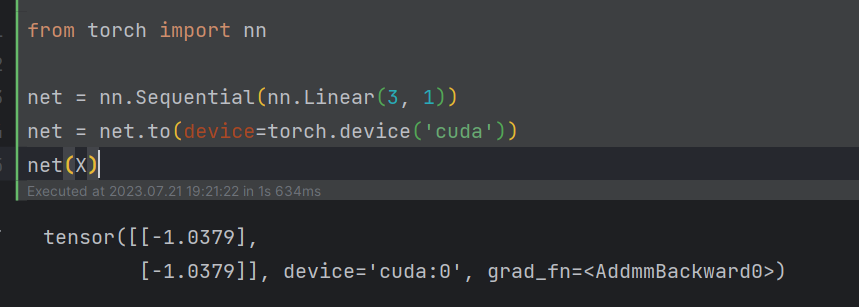 from torch import nn
net = nn.Sequential(nn.Linear(3, 1))
net = net.to(device=torch.device('cuda'))
net(X)
Executed at 2023.07.21 19:21:22 in 1s 634ms
tensor([[-1.0379],
[-1.0379]], device='cuda:0', grad_fn=<AddmmBackward0>)